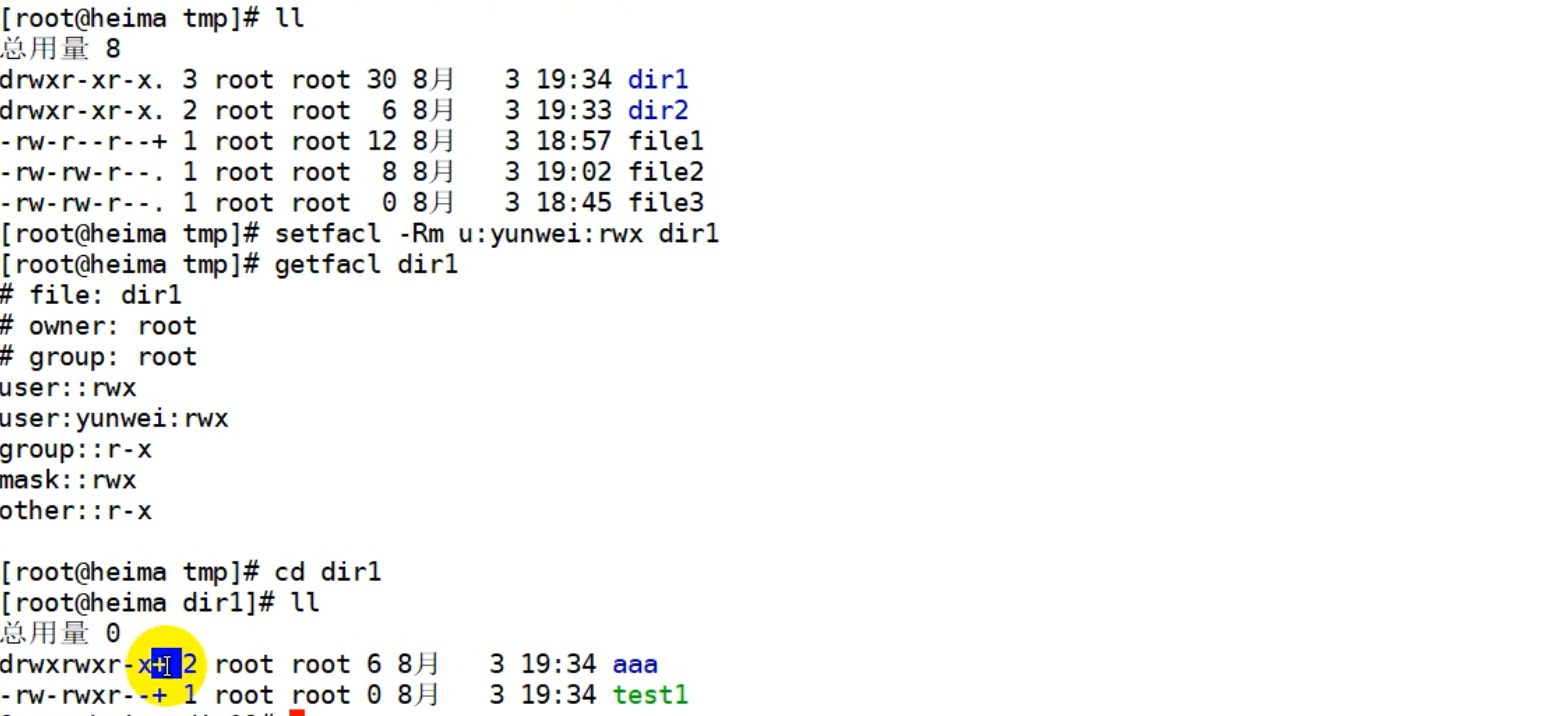 [root@heima tmp]# ll
总用量 8
drwxr-xr-x. 3 root root 30 8月   3 19:34 dir1
drwxr-xr-x. 2 root root  6 8月   3 19:33 dir2
-rw-r--r--+ 1 root root 12 8月   3 18:57 file1
-rw-rw-r--. 1 root root  8 8月   3 19:02 file2
-rw-rw-r--. 1 root root  0 8月   3 18:45 file3
[root@heima tmp]# setfacl -Rm u:yunwei:rwx dir1
[root@heima tmp]# getfacl dir1
# file: dir1
# owner: root
# group: root
user::rwx
user:yunwei:rwx
group::r-x
mask::rwx
other::r-x
[root@heima tmp]# cd dir1
[root@heima dir1]# ll
总用量 0
drwxrwxr-x+ 2 root root 6 8月   3 19:34 aaa
-rw-rwxr--+ 1 root root 0 8月   3 19:34 test1